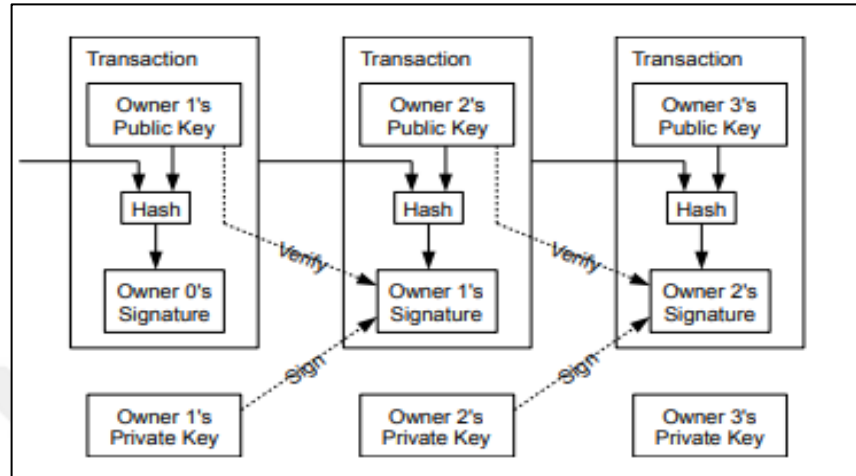 Transaction
Owner 1's
Public Key
Hash
Verify
Owner 0's
Signature
Transaction
Owner 2's
Public Key
Hash
Verify
Owner 1's
Signature
Transaction
Owner 3's
Public Key
Hash
Owner 2's
Signature
Sign
Sign
Owner 1's
Private Key
Owner 2's
Private Key
Owner 3's
Private Key